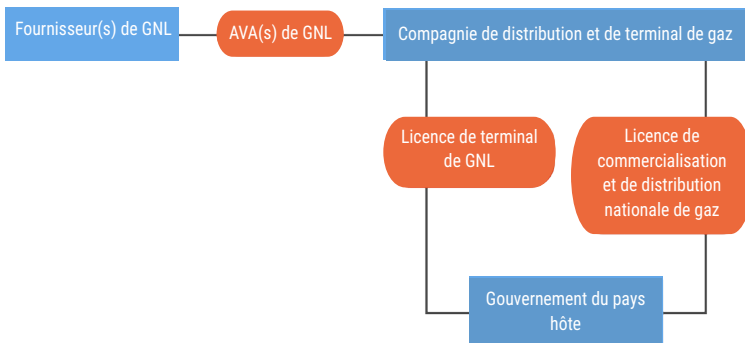 Fournisseur(s) de GNL
AVA(s) de GNL
Compagnie de distribution et de terminal de gaz
Licence de terminal
de GNL
Licence de
commercialisation
et de distribution
nationale de gaz
Gouvernement du pays
hôte